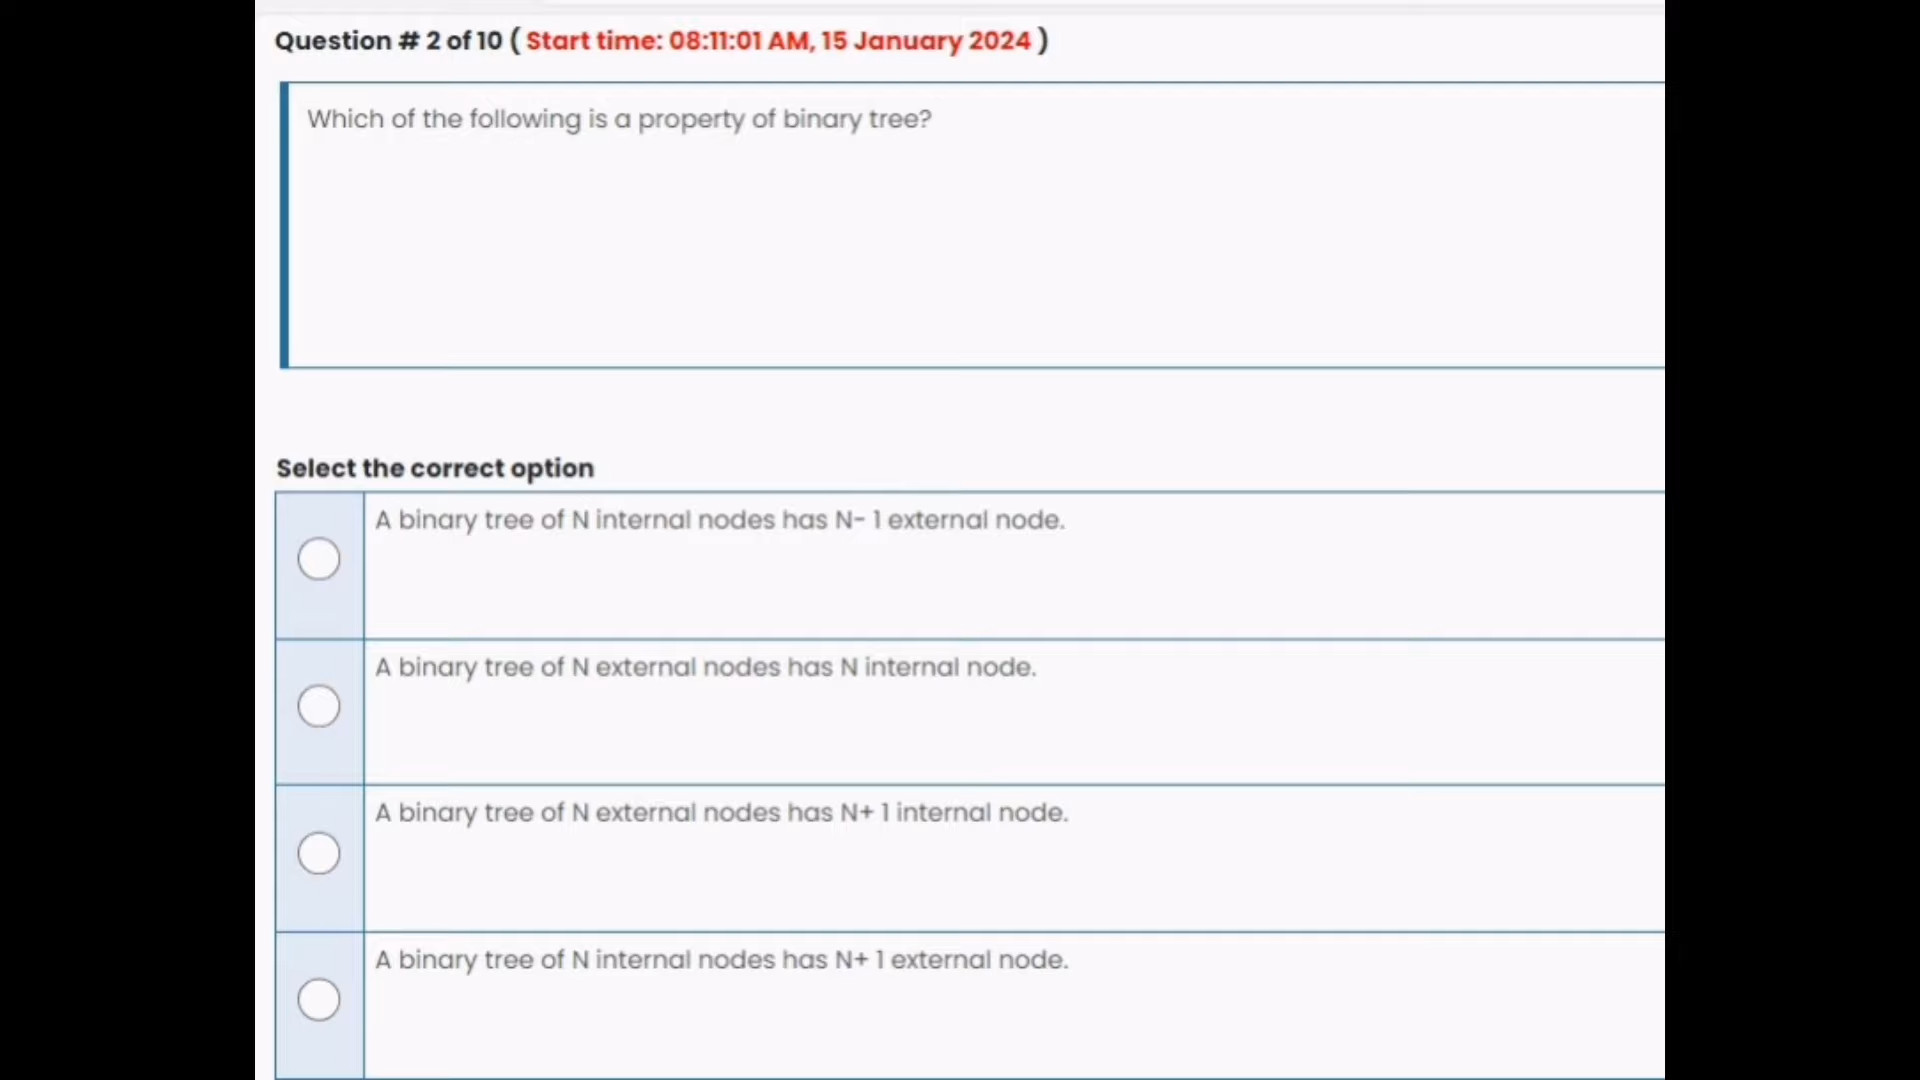 Question # 2 of 10 ( Start time: 08:11:01 AM, 15 January 2024 )
Which of the following is a property of binary tree?
Select the correct option
A binary tree of N internal nodes has N- 1 external node.
A binary tree of N external nodes has N internal node.
A binary tree of N external nodes has N+ 1 internal node.
A binary tree of N internal nodes has N+ 1 external node.